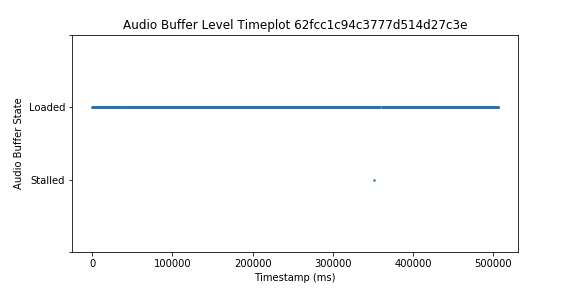 Audio Buffer Level Timeplot 62fcc1c94c3777d514d27c3e
Audio Buffer State
Loaded
Stalled
0 100000 200000 300000 400000 500000
Timestamp (ms)